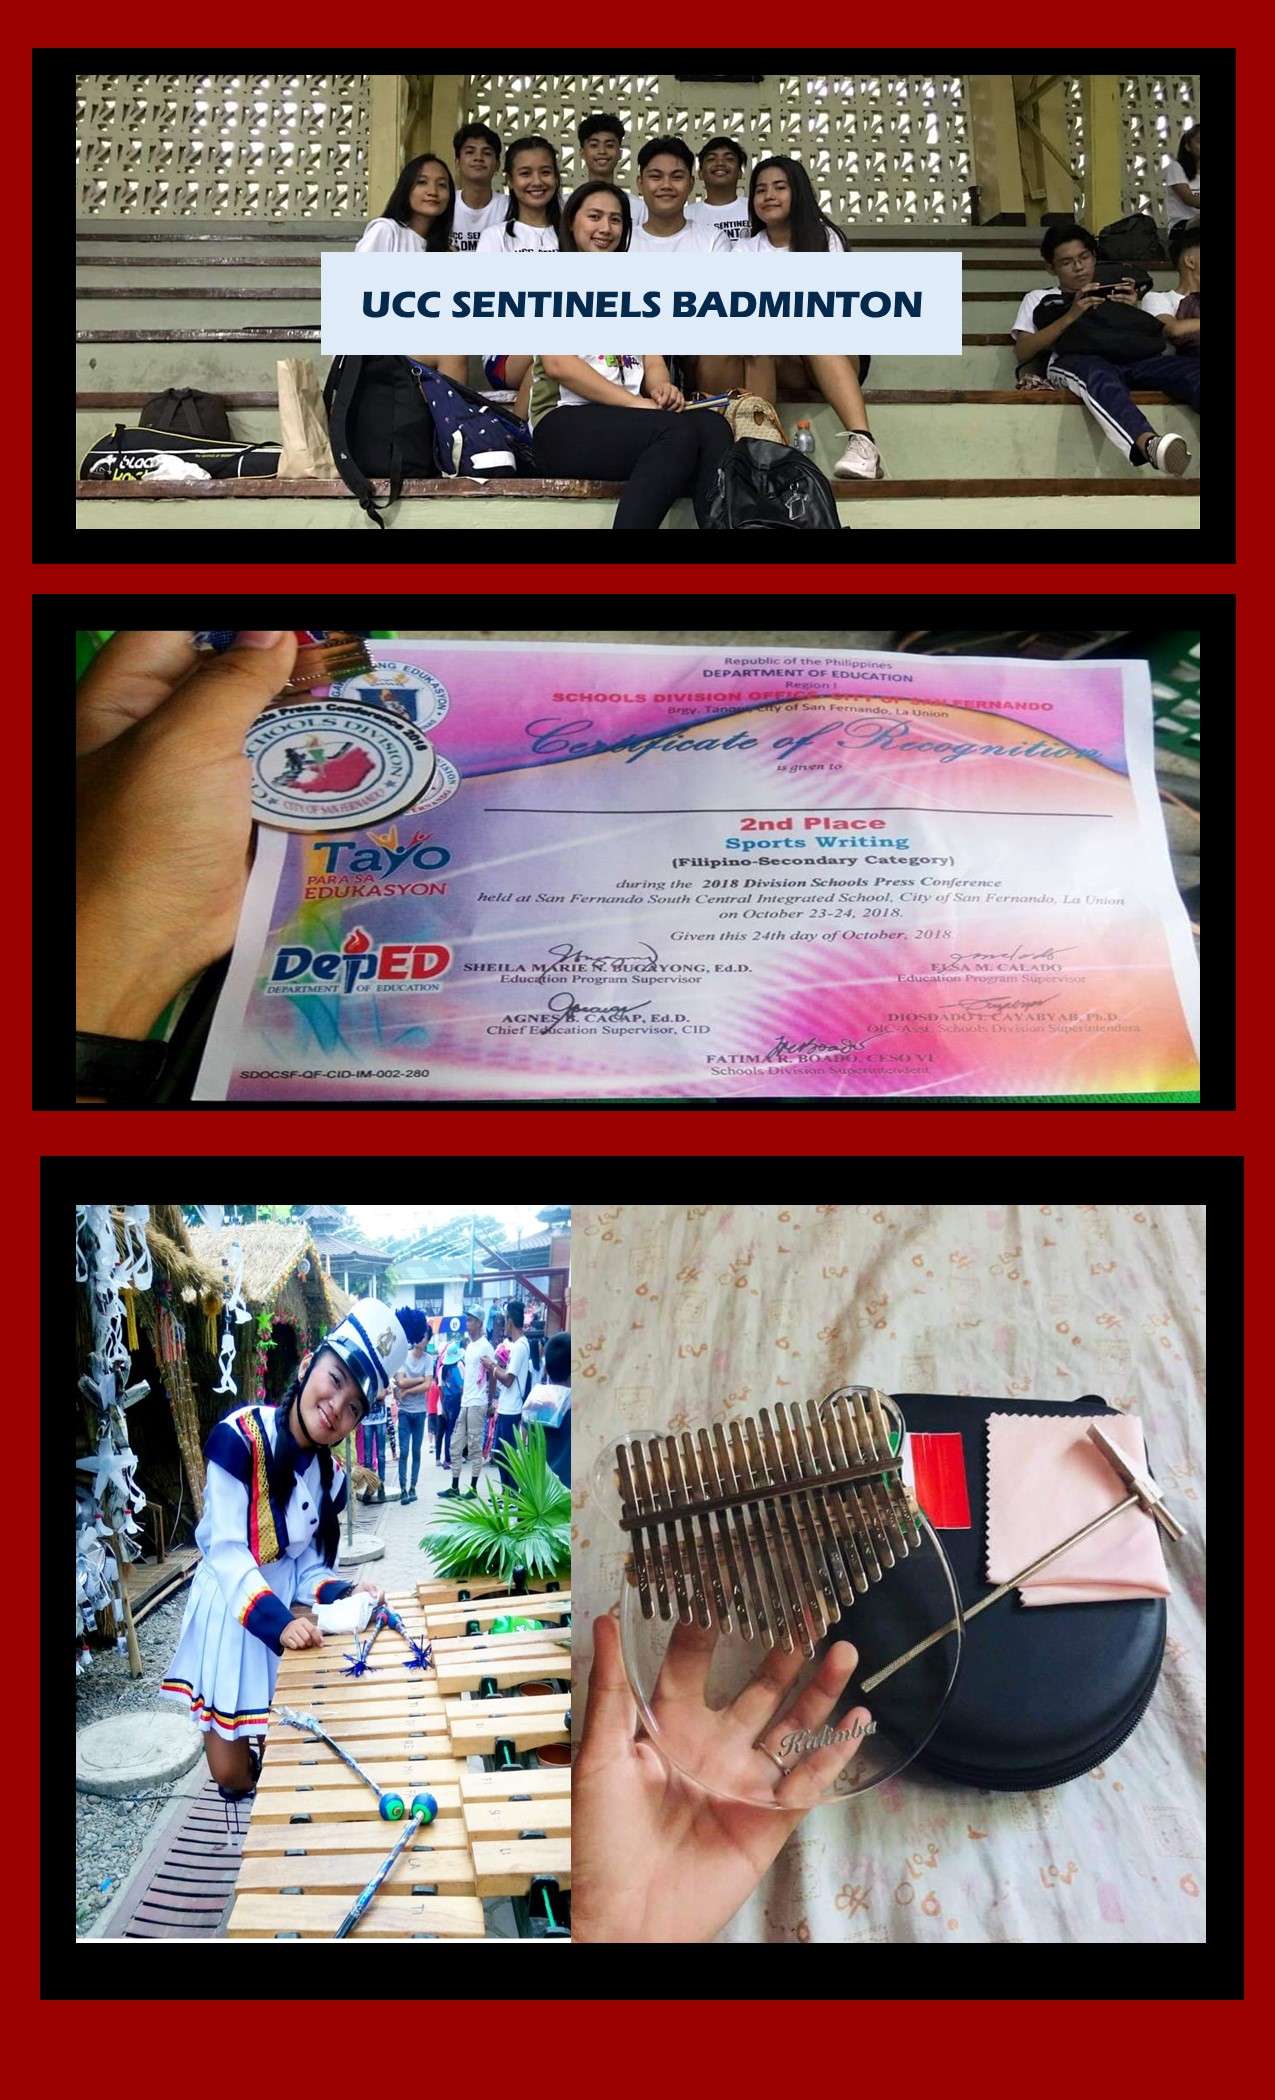 UCC SENTINELS BADMINTON
Republic of the Philippines
DEPARTMENT OF EDUCATION
Region I
SCHOOLS DIVISION OFFICE CITY OF SAN FERNANDO
Brgy. Tanqui, City of San Fernando, La Union
Certificate of Recognition
is given to
2nd Place
Sports Writing
(Filipino-Secondary Category)
during the 2018 Division Schools Press Conference
held at San Fernando South Central Integrated School, City of San Fernando, La Union
on October 23-24, 2018.
Given this 24th day of October, 2018.
SHEILA MARIE N. BUGAYONG, Ed.D.
Education Program Supervisor
ELSA M. CALADO
Education Program Supervisor
AGNES B. CACAP, Ed.D.
Chief Education Supervisor, CID
DIOSDADO I. CAYABYAB, Ph.D.
OIC-Asst. Schools Division Superintendent
FATIMA R. BOADO, CESO VI
Schools Division Superintendent
SDOCSF-QF-CID-IM-002-280
Press Conference 2018
SCHOOLS DIVISION
CITY OF SAN FERNANDO
Tayo
PARA SA
EDUKASYON
DepED
DEPARTMENT OF EDUCATION
Kalimba